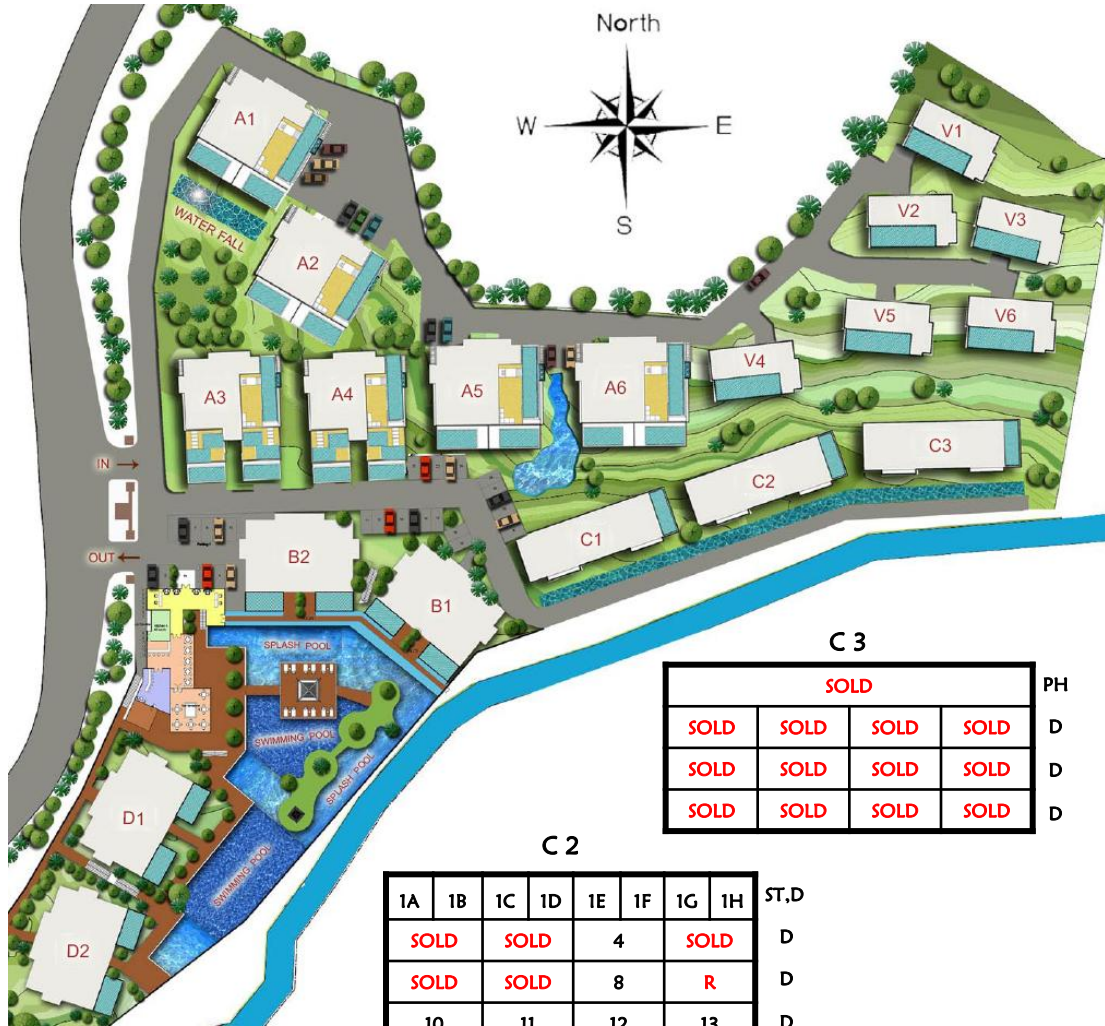 North
W E
S
A1
WATER FALL
A2
A3
A4
A5
A6
V1
V2
V3
V4
V5
V6
C1
C2
C3
IN
OUT
B2
B1
SPLASH POOL
SWIMMING POOL
SPLASH POOL
SWIMMING POOL
D1
D2
C 3
SOLD PH
SOLD SOLD SOLD SOLD D
SOLD SOLD SOLD SOLD D
SOLD SOLD SOLD SOLD D
C 2
1A 1B 1C 1D 1E 1F 1G 1H ST,D
SOLD SOLD 4 SOLD D
SOLD SOLD 8 R D
10 11 12 13 D